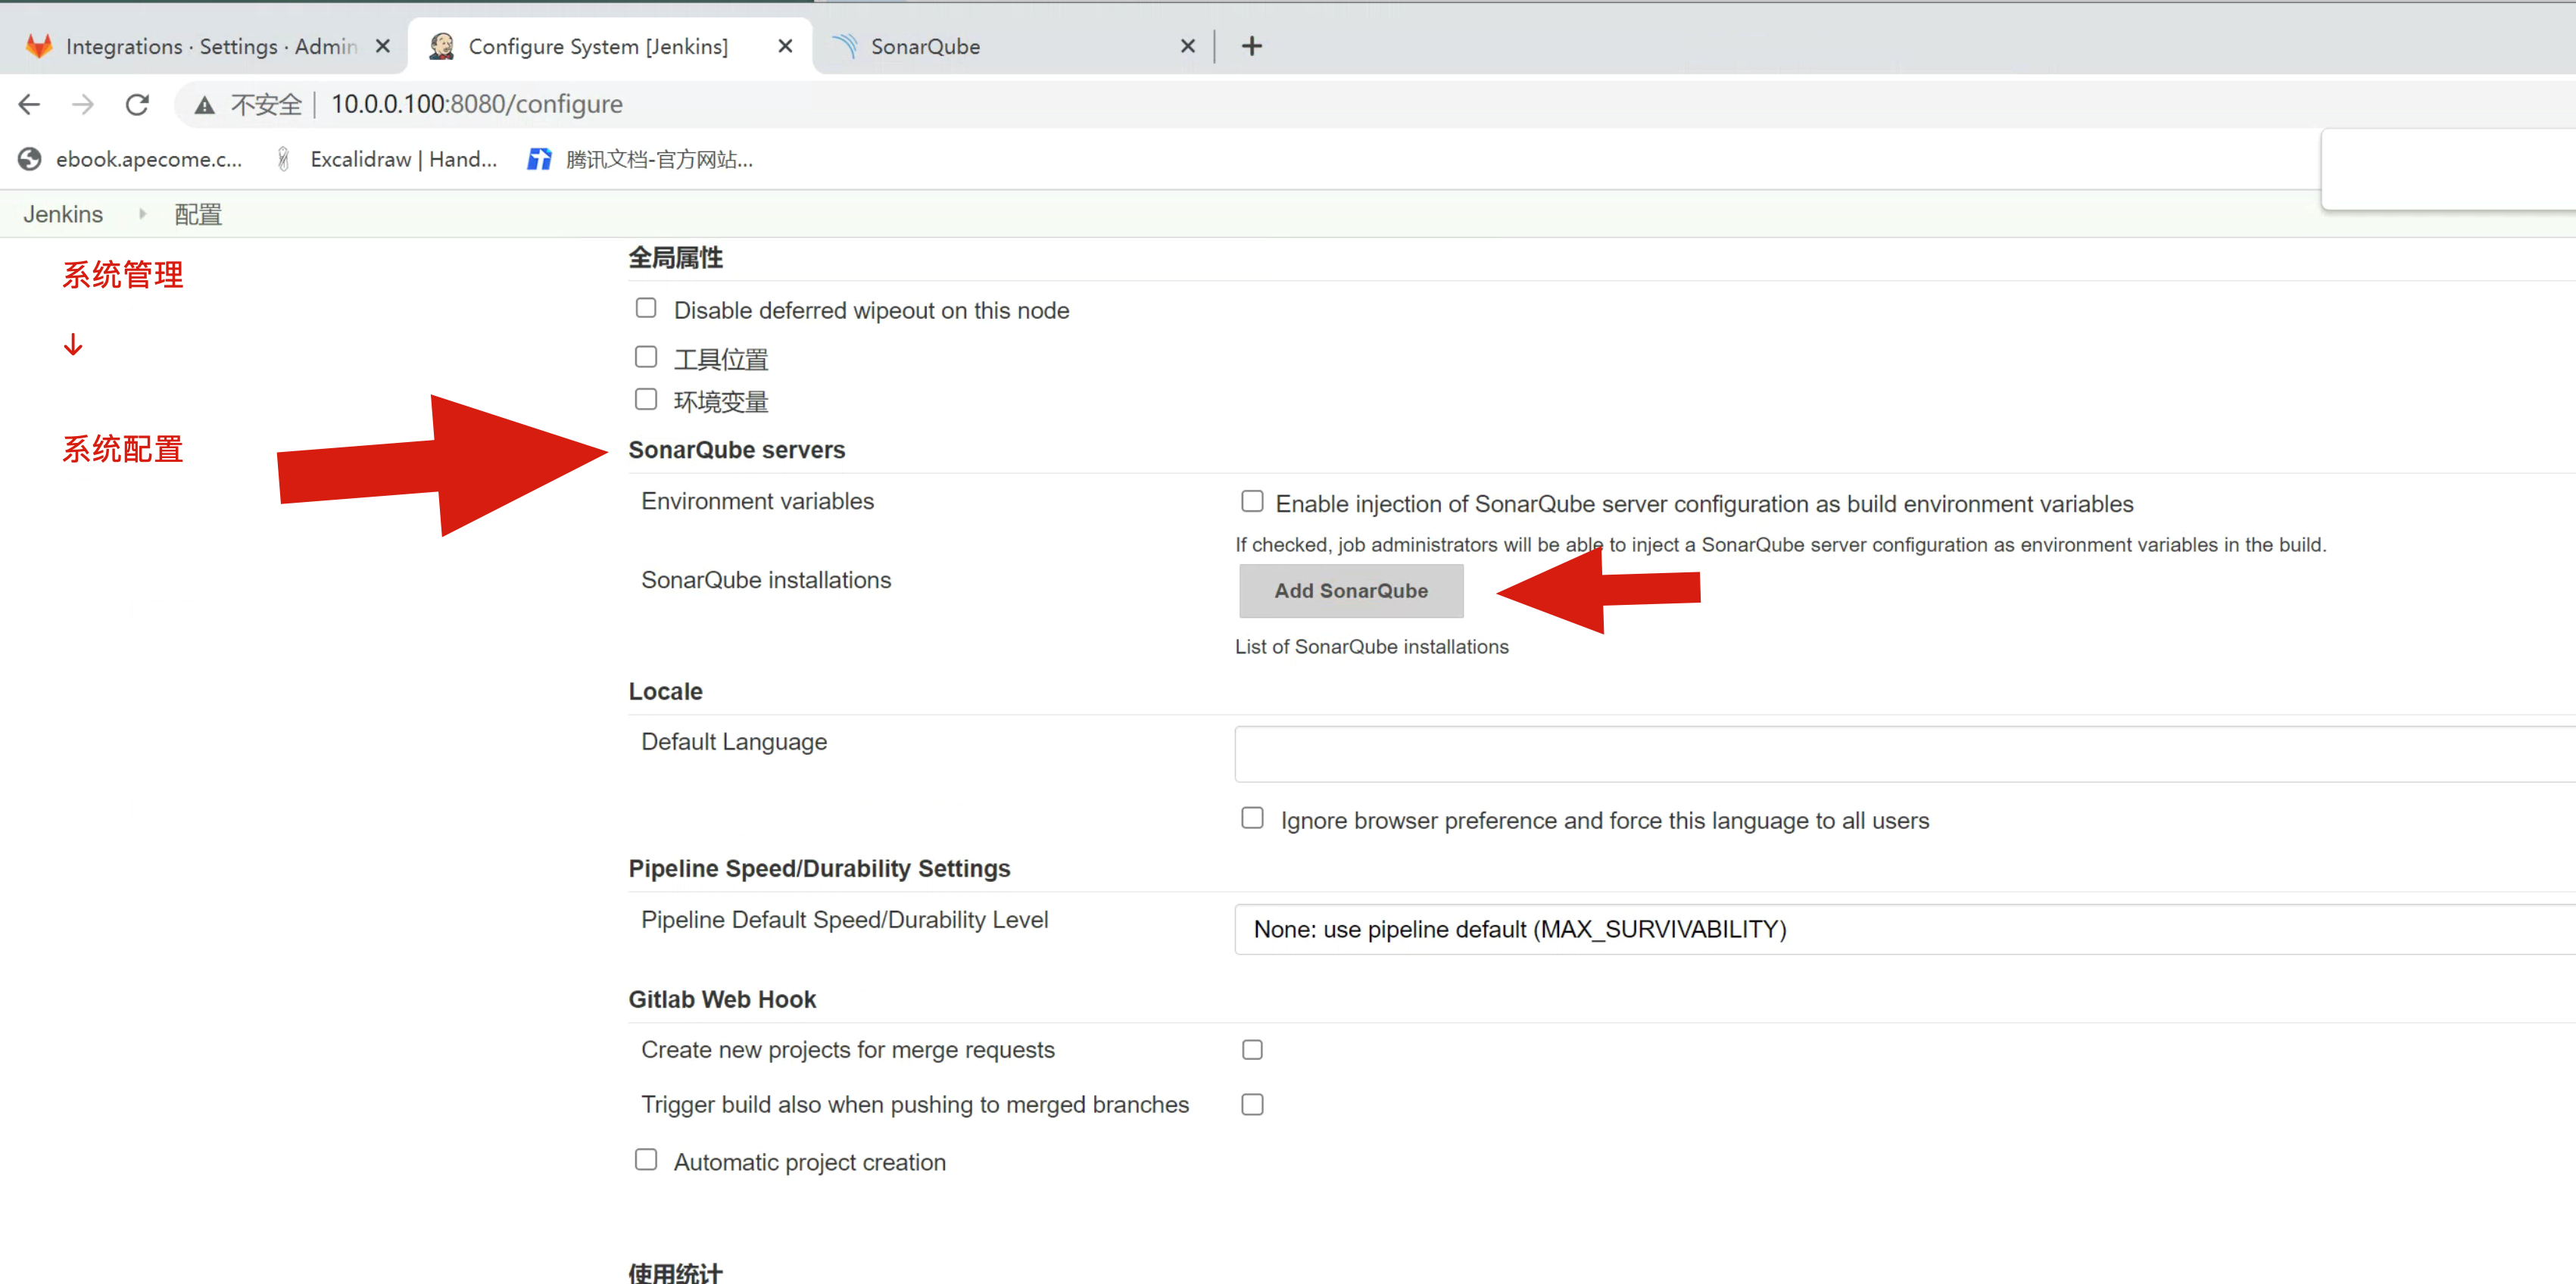 Integrations · Settings · Admin
Configure System [Jenkins]
SonarQube
不安全 10.0.0.100:8080/configure
ebook.apecome.c...
Excalidraw | Hand...
腾讯文档-官方网站...
Jenkins
配置
系统管理
↓
系统配置
全局属性
Disable deferred wipeout on this node
工具位置
环境变量
SonarQube servers
Environment variables
Enable injection of SonarQube server configuration as build environment variables
If checked, job administrators will be able to inject a SonarQube server configuration as environment variables in the build.
SonarQube installations
Add SonarQube
List of SonarQube installations
Locale
Default Language
Ignore browser preference and force this language to all users
Pipeline Speed/Durability Settings
Pipeline Default Speed/Durability Level
None: use pipeline default (MAX_SURVIVABILITY)
Gitlab Web Hook
Create new projects for merge requests
Trigger build also when pushing to merged branches
Automatic project creation
使用统计